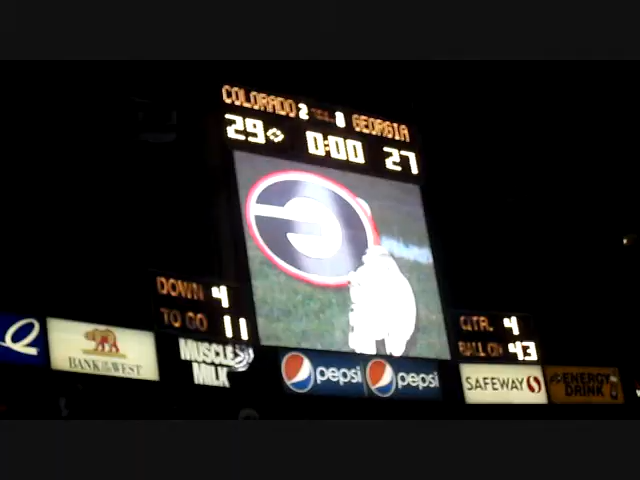 COLORADO 2 0 GEORGIA
29 0:00 27
G
DOWN 4
TO GO 11
QTR. 4
BALL ON 43
BANK OF THE WEST
MUSCLE
MILK
pepsi pepsi
SAFEWAY
ENERGY
DRINK